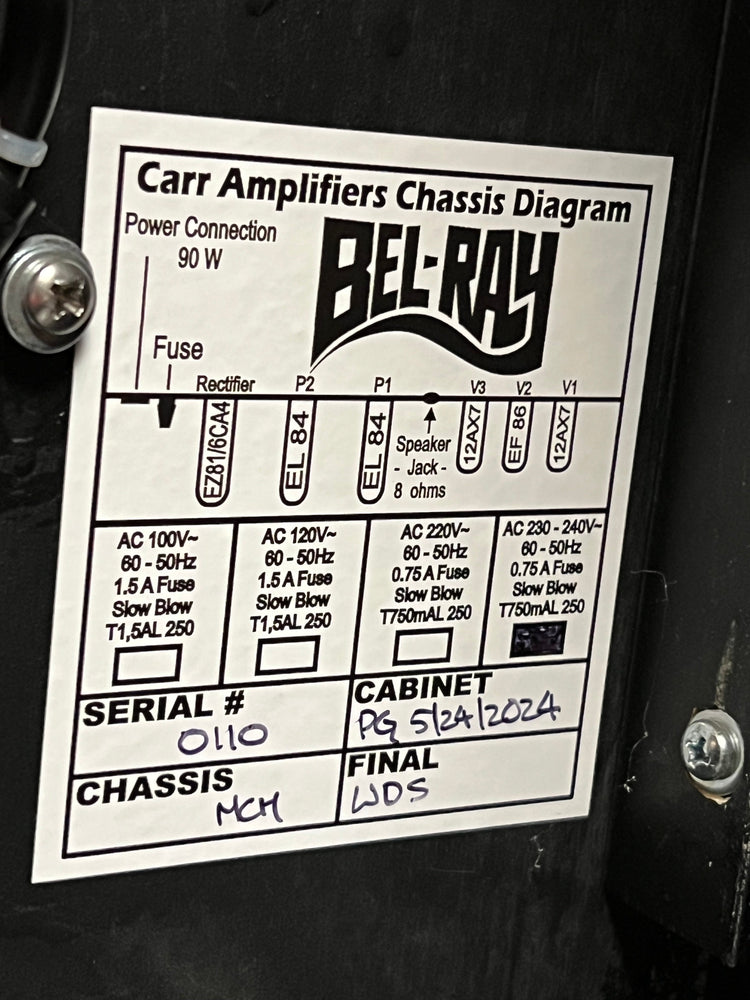 Carr Amplifiers Chassis Diagram
Power Connection
90 W
BEL-RAY
Fuse
Rectifier P2 P1 V3 V2 V1
EZ81/6CA4 EL 84 EL 84 12AX7 EF 86 12AX7
Speaker
- Jack -
8 ohms
AC 100V~
60 - 50Hz
1.5 A Fuse
Slow Blow
T1,5AL 250
AC 120V~
60 - 50Hz
1.5 A Fuse
Slow Blow
T1,5AL 250
AC 220V~
60 - 50Hz
0.75 A Fuse
Slow Blow
T750mAL 250
AC 230 - 240V~
60 - 50Hz
0.75 A Fuse
Slow Blow
T750mAL 250
SERIAL #
0110
CABINET
PG 5/24/2024
CHASSIS
MCM
FINAL
WDS